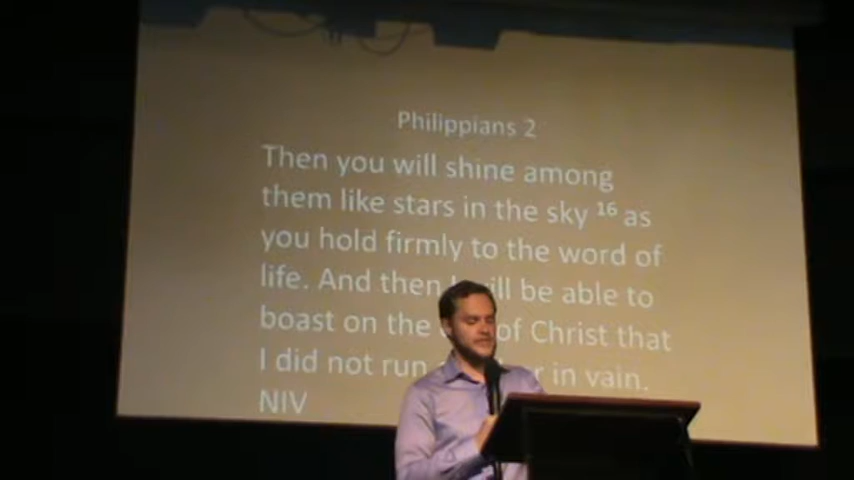 Philippians 2
Then you will shine among
them like stars in the sky 16 as
you hold firmly to the word of
life. And then will be able to
boast on the of Christ that
I did not run in vain.
NIV